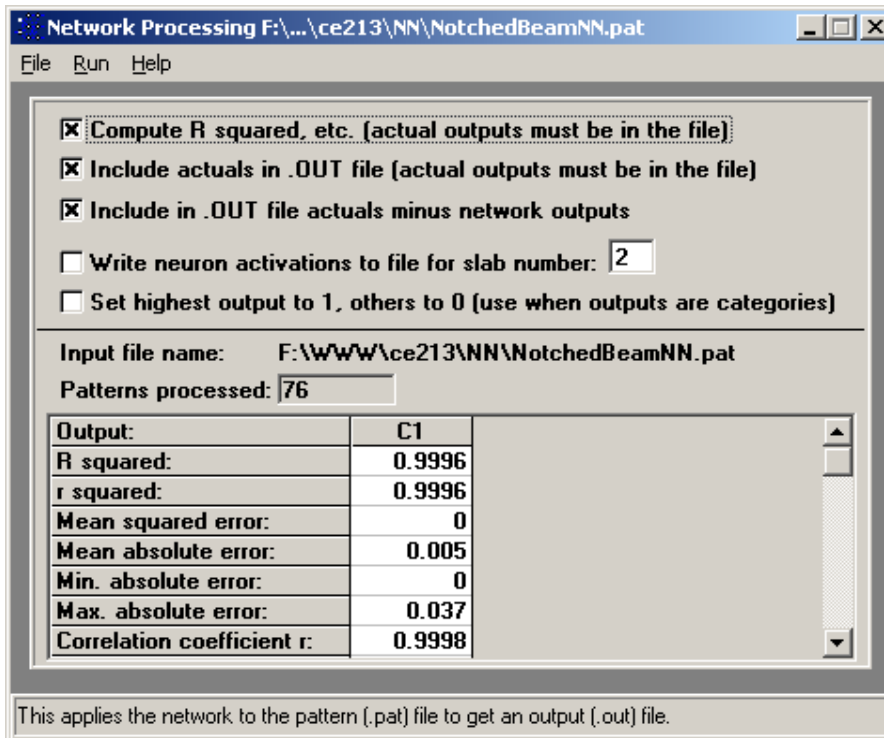 Network Processing F:\...\ce213\NN\NotchedBeamNN.pat
File Run Help
Compute R squared, etc. (actual outputs must be in the file)
Include actuals in .OUT file (actual outputs must be in the file)
Include in .OUT file actuals minus network outputs
Write neuron activations to file for slab number: 2
Set highest output to 1, others to 0 (use when outputs are categories)
Input file name: F:\WWW\ce213\NN\NotchedBeamNN.pat
Patterns processed: 76
Output: C1
R squared: 0.9996
r squared: 0.9996
Mean squared error: 0
Mean absolute error: 0.005
Min. absolute error: 0
Max. absolute error: 0.037
Correlation coefficient r: 0.9998
This applies the network to the pattern (.pat) file to get an output (.out) file.